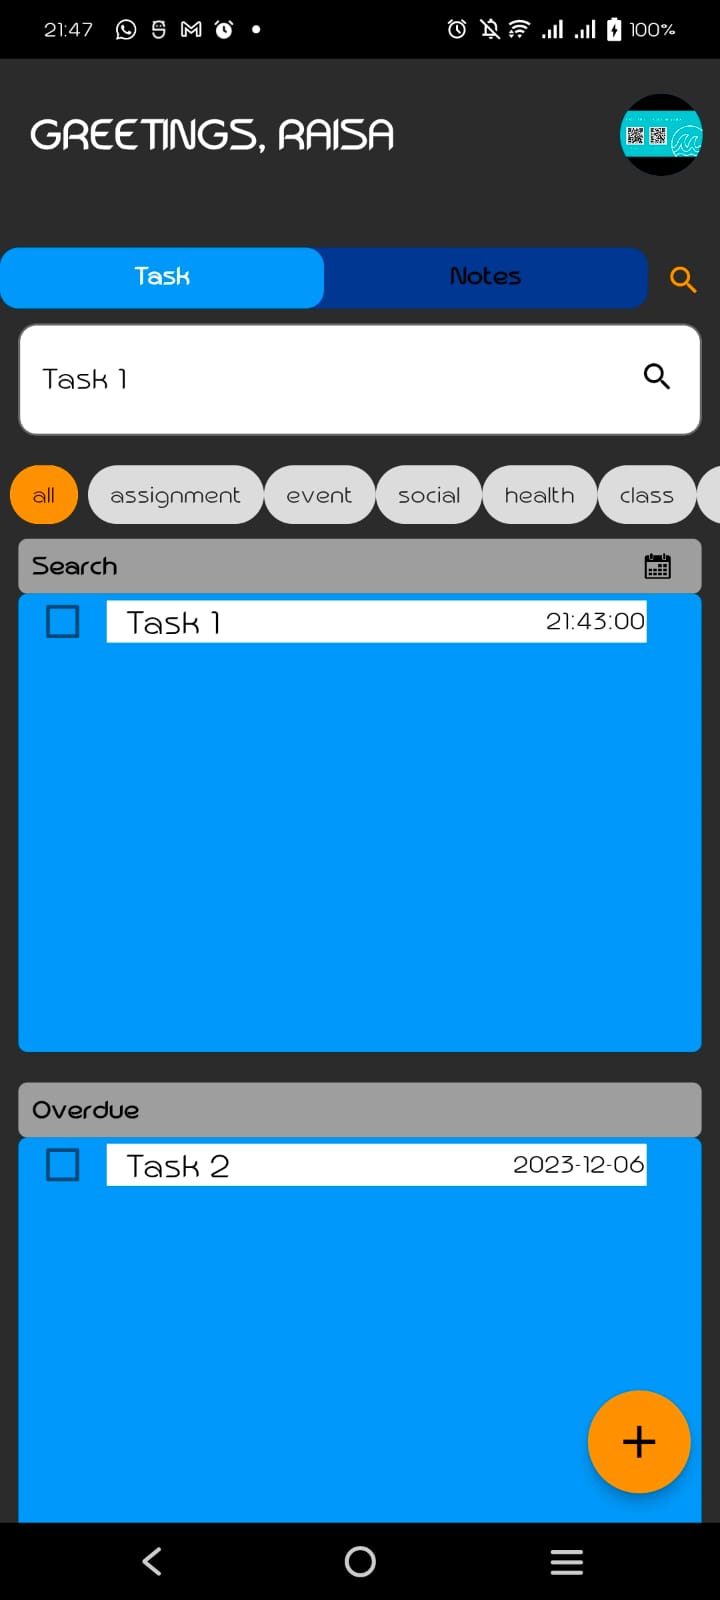 21:47 100%
GREETINGS, RAISA
Task Notes
Task 1
all assignment event social health class
Search
Task 1 21:43:00
Overdue
Task 2 2023-12-06